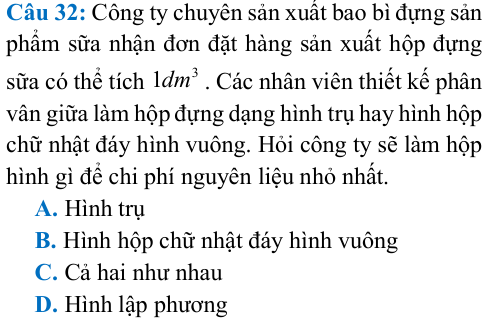 Câu 32: Công ty chuyên sản xuất bao bì đựng sản
phẩm sữa nhận đơn đặt hàng sản xuất hộp đựng
sữa có thể tích 1dm³ . Các nhân viên thiết kế phân
vân giữa làm hộp đựng dạng hình trụ hay hình hộp
chữ nhật đáy hình vuông. Hỏi công ty sẽ làm hộp
hình gì để chi phí nguyên liệu nhỏ nhất.
A. Hình trụ
B. Hình hộp chữ nhật đáy hình vuông
C. Cả hai như nhau
D. Hình lập phương